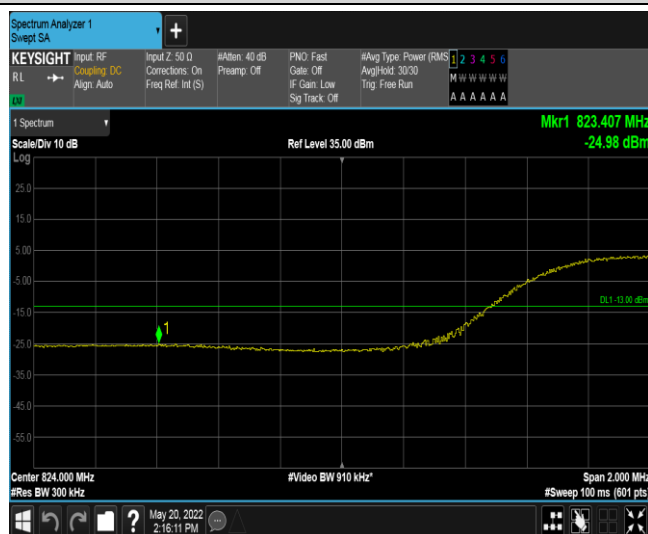 Spectrum Analyzer 1
Swept SA
+
KEYSIGHT
RL
LXI
Input: RF
Coupling: DC
Align: Auto
Input Z: 50 Ω
Corrections: On
Freq Ref: Int (S)
#Atten: 40 dB
Preamp: Off
PNO: Fast
Gate: Off
IF Gain: Low
Sig Track: Off
#Avg Type: Power (RMS
Avg|Hold: 30/30
Trig: Free Run
1 2 3 4 5 6
M W W W W W
A A A A A A
1 Spectrum
Scale/Div 10 dB
Log
Ref Level 35.00 dBm
Mkr1 823.407 MHz
-24.98 dBm
25.0
15.0
5.00
-5.00
-15.0
-25.0
-35.0
-45.0
-55.0
1
DL1 -13.00 dBm
Center 824.000 MHz
#Res BW 300 kHz
#Video BW 910 kHz*
Span 2.000 MHz
#Sweep 100 ms (601 pts)
?
May 20, 2022
2:16:11 PM